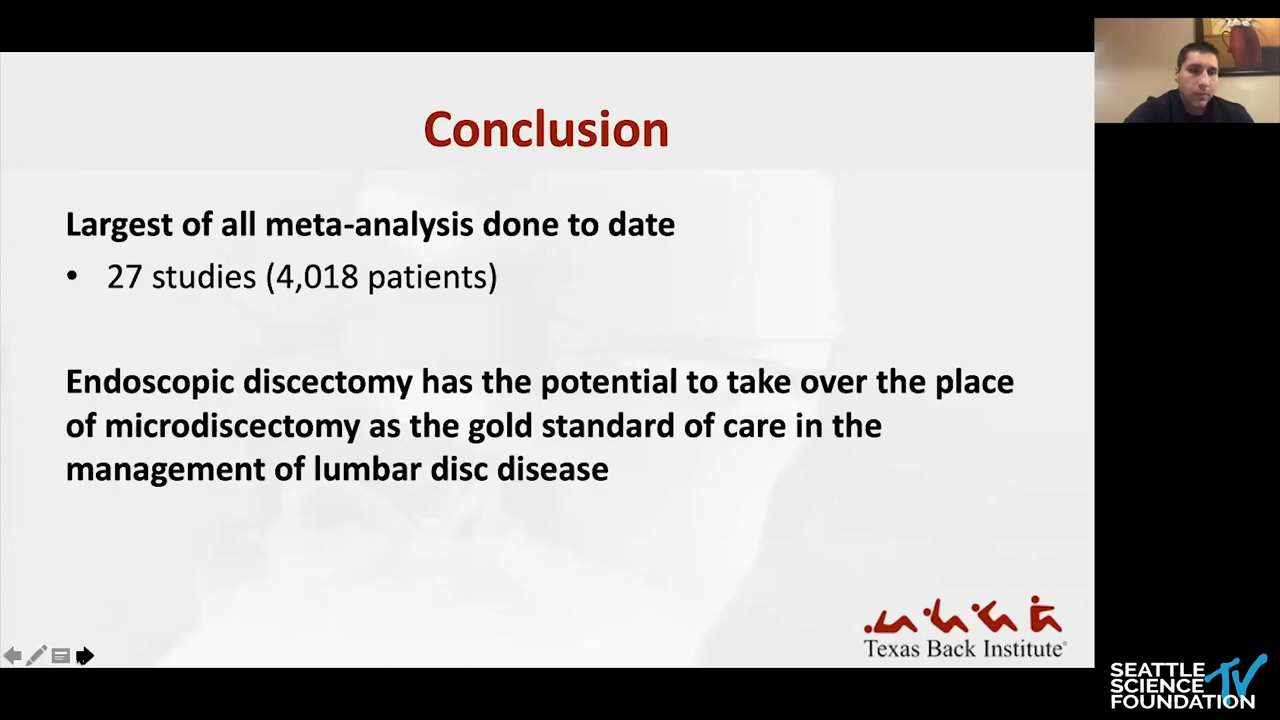 Conclusion
Largest of all meta-analysis done to date
• 27 studies (4,018 patients)
Endoscopic discectomy has the potential to take over the place
of microdiscectomy as the gold standard of care in the
management of lumbar disc disease
Texas Back Institute®
SEATTLE
SCIENCE TV
FOUNDATION